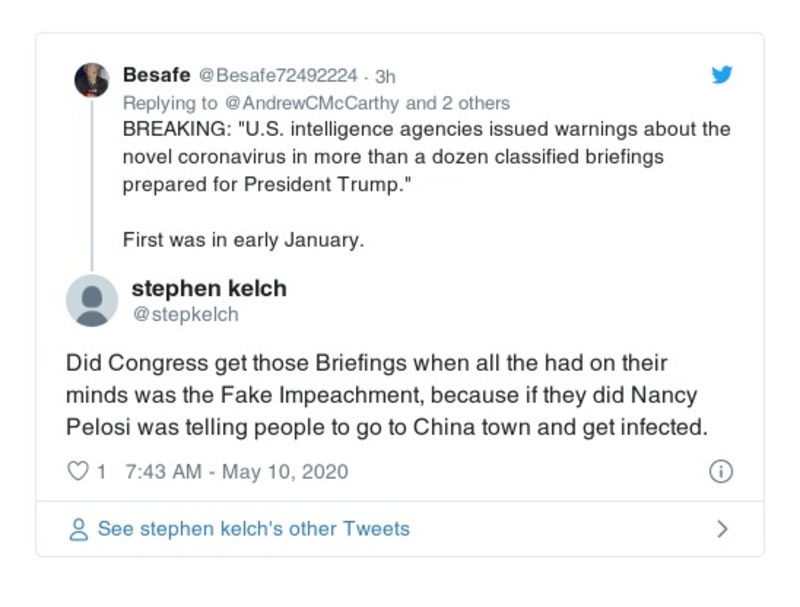 Besafe @Besafe72492224 · 3h
Replying to @AndrewCMcCarthy and 2 others
BREAKING: "U.S. intelligence agencies issued warnings about the
novel coronavirus in more than a dozen classified briefings
prepared for President Trump."
First was in early January.
stephen kelch
@stepkelch
Did Congress get those Briefings when all the had on their
minds was the Fake Impeachment, because if they did Nancy
Pelosi was telling people to go to China town and get infected.
1 7:43 AM - May 10, 2020
See stephen kelch's other Tweets